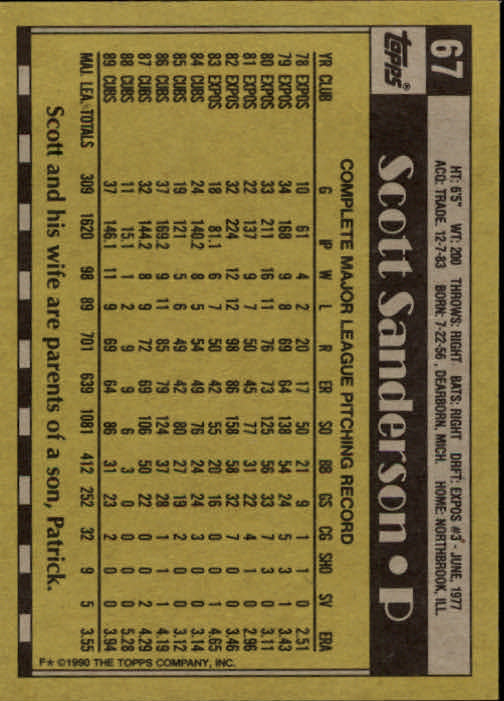 67
Topps®
Scott Sanderson • P
HT: 6'5" WT: 200 THROWS: RIGHT BATS: RIGHT DRFT: EXPOS #3 - JUNE, 1977
ACQ: TRADE 12-7-83 BORN: 7-22-56, DEARBORN, MICH. HOME: NORTHBROOK, ILL.
COMPLETE MAJOR LEAGUE PITCHING RECORD
YR CLUB G IP W L R ER SO BB GS CG SHO SV ERA
78 EXPOS 10 61 4 2 20 17 50 21 9 1 1 0 2.51
79 EXPOS 34 168 9 8 69 64 138 54 24 5 3 1 3.43
80 EXPOS 33 211 16 11 76 73 125 56 33 7 3 0 3.11
81 EXPOS 22 137 9 7 50 45 77 31 22 4 1 0 2.96
82 EXPOS 32 224 12 12 98 86 158 58 32 7 0 0 3.46
83 EXPOS 18 81.1 6 7 50 42 55 20 16 0 0 1 4.65
84 CUBS 24 140.2 8 5 54 49 76 24 24 3 0 0 3.14
85 CUBS 19 121 5 6 49 42 80 27 19 2 0 0 3.12
86 CUBS 37 169.2 9 11 85 79 124 37 28 1 1 1 4.19
87 CUBS 32 144.2 8 9 72 69 106 50 22 0 0 2 4.29
88 CUBS 11 15.1 1 2 9 9 6 3 0 0 0 0 5.28
89 CUBS 37 146.1 11 9 69 64 86 31 23 2 0 0 3.94
MAJ. LEA. TOTALS 309 1620 98 89 701 639 1081 412 252 32 9 5 3.55
Scott and his wife are parents of a son, Patrick.
F★ ©1990 THE TOPPS COMPANY, INC.